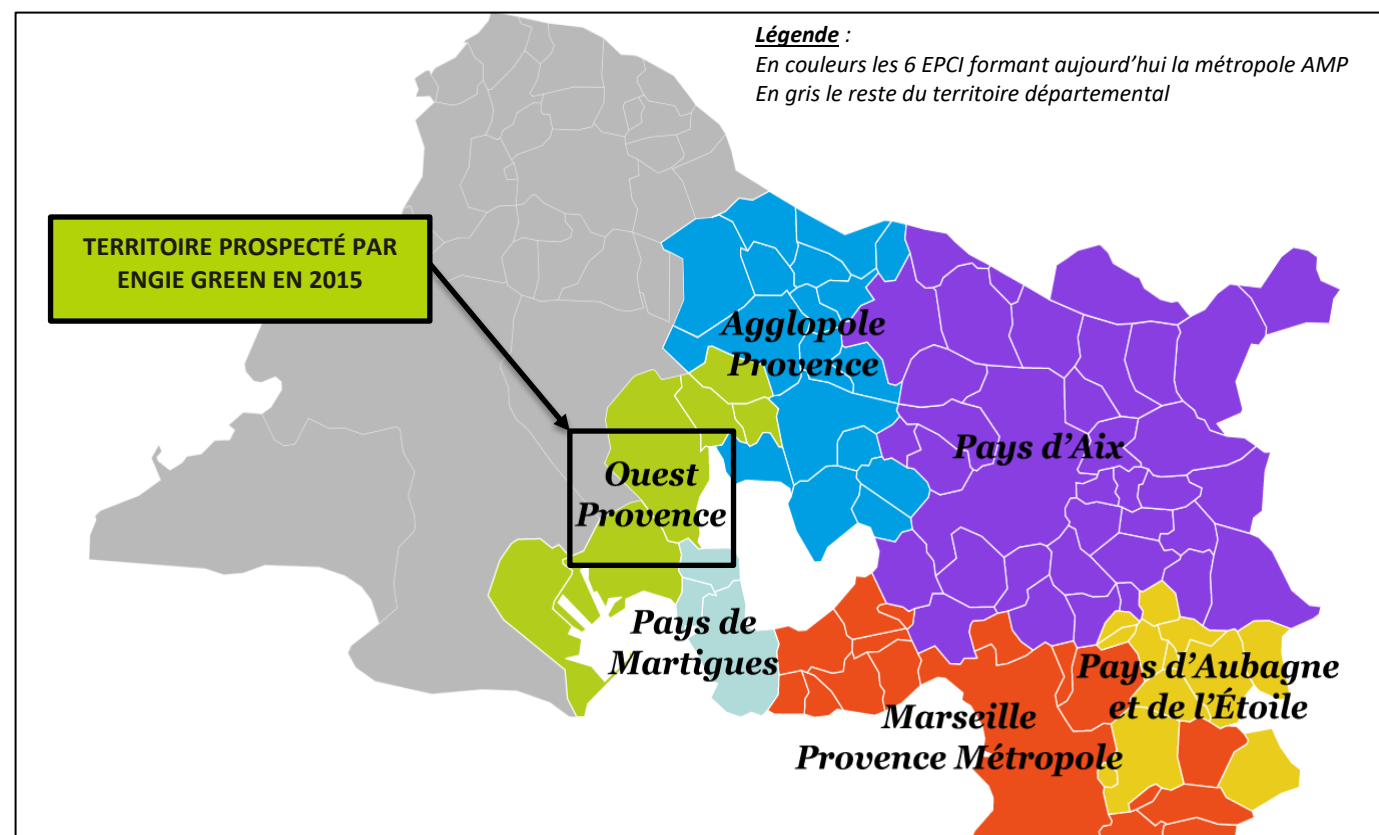 Légende :
En couleurs les 6 EPCI formant aujourd’hui la métropole AMP
En gris le reste du territoire départemental
TERRITOIRE PROSPECTÉ PAR
ENGIE GREEN EN 2015
Agglopole
Provence
Pays d’Aix
Ouest
Provence
Pays de
Martigues
Pays d’Aubagne
et de l’Étoile
Marseille
Provence Métropole